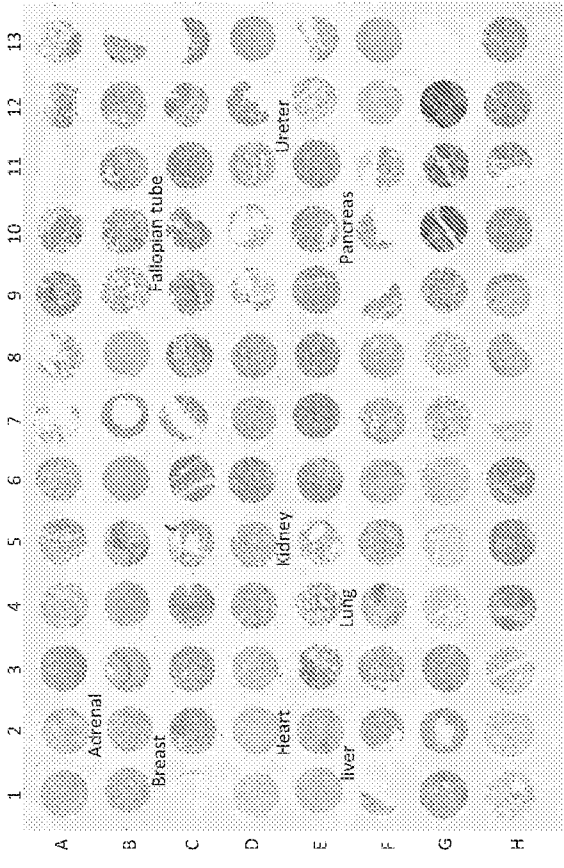 1 2 3 4 5 6 7 8 9 10 11 12 13
A
Adrenal
B
Breast Fallopian tube
C
D
Heart Kidney Ureter
E
liver Lung Pancreas
F
G
H